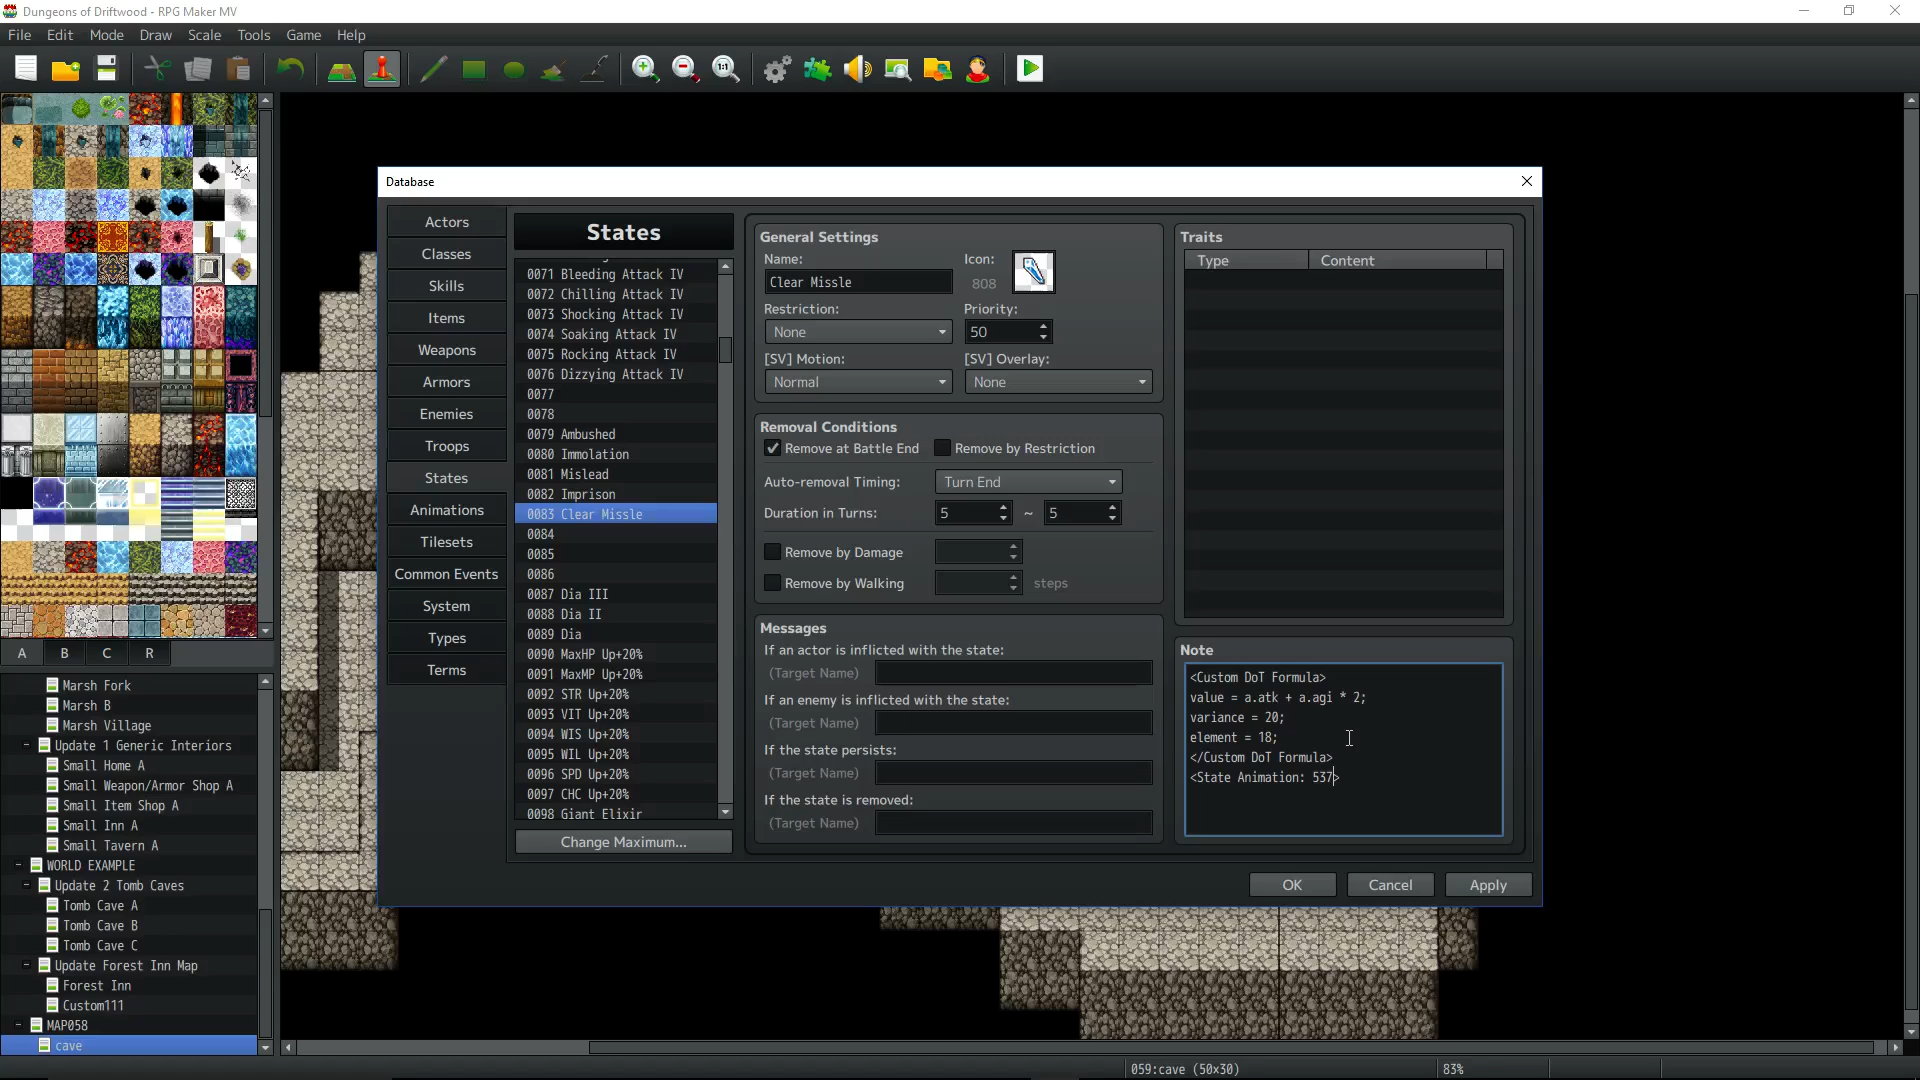 Dungeons of Driftwood - RPG Maker MV
File Edit Mode Draw Scale Tools Game Help
1:1
Database
Actors
Classes
Skills
Items
Weapons
Armors
Enemies
Troops
States
Animations
Tilesets
Common Events
System
Types
Terms
States
0071 Bleeding Attack IV
0072 Chilling Attack IV
0073 Shocking Attack IV
0074 Soaking Attack IV
0075 Rocking Attack IV
0076 Dizzying Attack IV
0077
0078
0079 Ambushed
0080 Immolation
0081 Mislead
0082 Imprison
0083 Clear Missle
0084
0085
0086
0087 Dia III
0088 Dia II
0089 Dia
0090 MaxHP Up+20%
0091 MaxMP Up+20%
0092 STR Up+20%
0093 VIT Up+20%
0094 WIS Up+20%
0095 WIL Up+20%
0096 SPD Up+20%
0097 CHC Up+20%
0098 Giant Elixir
Change Maximum...
General Settings
Name: Icon:
Clear Missle 808
Restriction: Priority:
None 50
[SV] Motion: [SV] Overlay:
Normal None
Removal Conditions
Remove at Battle End Remove by Restriction
Auto-removal Timing: Turn End
Duration in Turns: 5 ~ 5
Remove by Damage
Remove by Walking steps
Messages
If an actor is inflicted with the state:
(Target Name)
If an enemy is inflicted with the state:
(Target Name)
If the state persists:
(Target Name)
If the state is removed:
(Target Name)
Traits
Type Content
Note
<Custom DoT Formula>
value = a.atk + a.agi * 2;
variance = 20;
element = 18;
</Custom DoT Formula>
<State Animation: 537>
OK Cancel Apply
A B C R
Marsh Fork
Marsh B
Marsh Village
Update 1 Generic Interiors
Small Home A
Small Weapon/Armor Shop A
Small Item Shop A
Small Inn A
Small Tavern A
WORLD EXAMPLE
Update 2 Tomb Caves
Tomb Cave A
Tomb Cave B
Tomb Cave C
Update Forest Inn Map
Forest Inn
Custom111
MAP058
cave
059:cave (50x30) 83%